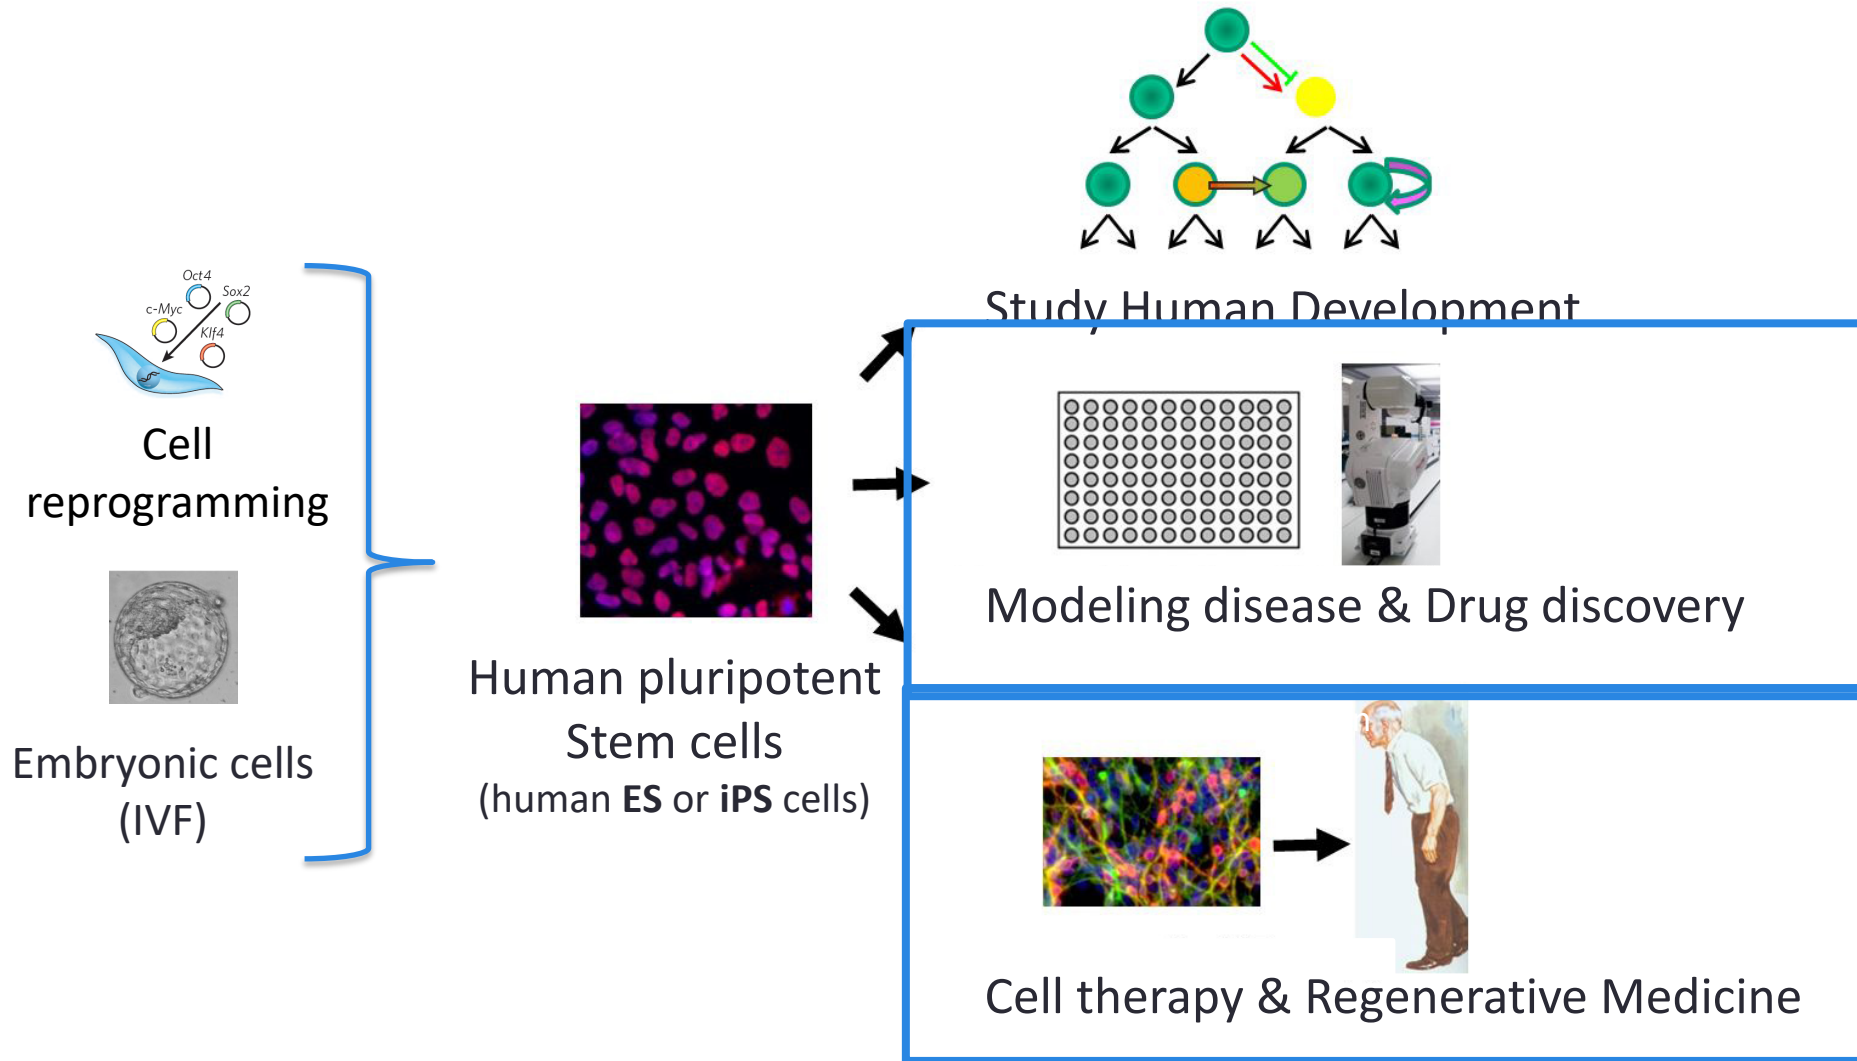 Oct4
Sox2
c-Myc
Klf4
Cell
reprogramming
Embryonic cells
(IVF)
Human pluripotent
Stem cells
(human ES or iPS cells)
Study Human Development
Modeling disease & Drug discovery
Cell therapy & Regenerative Medicine